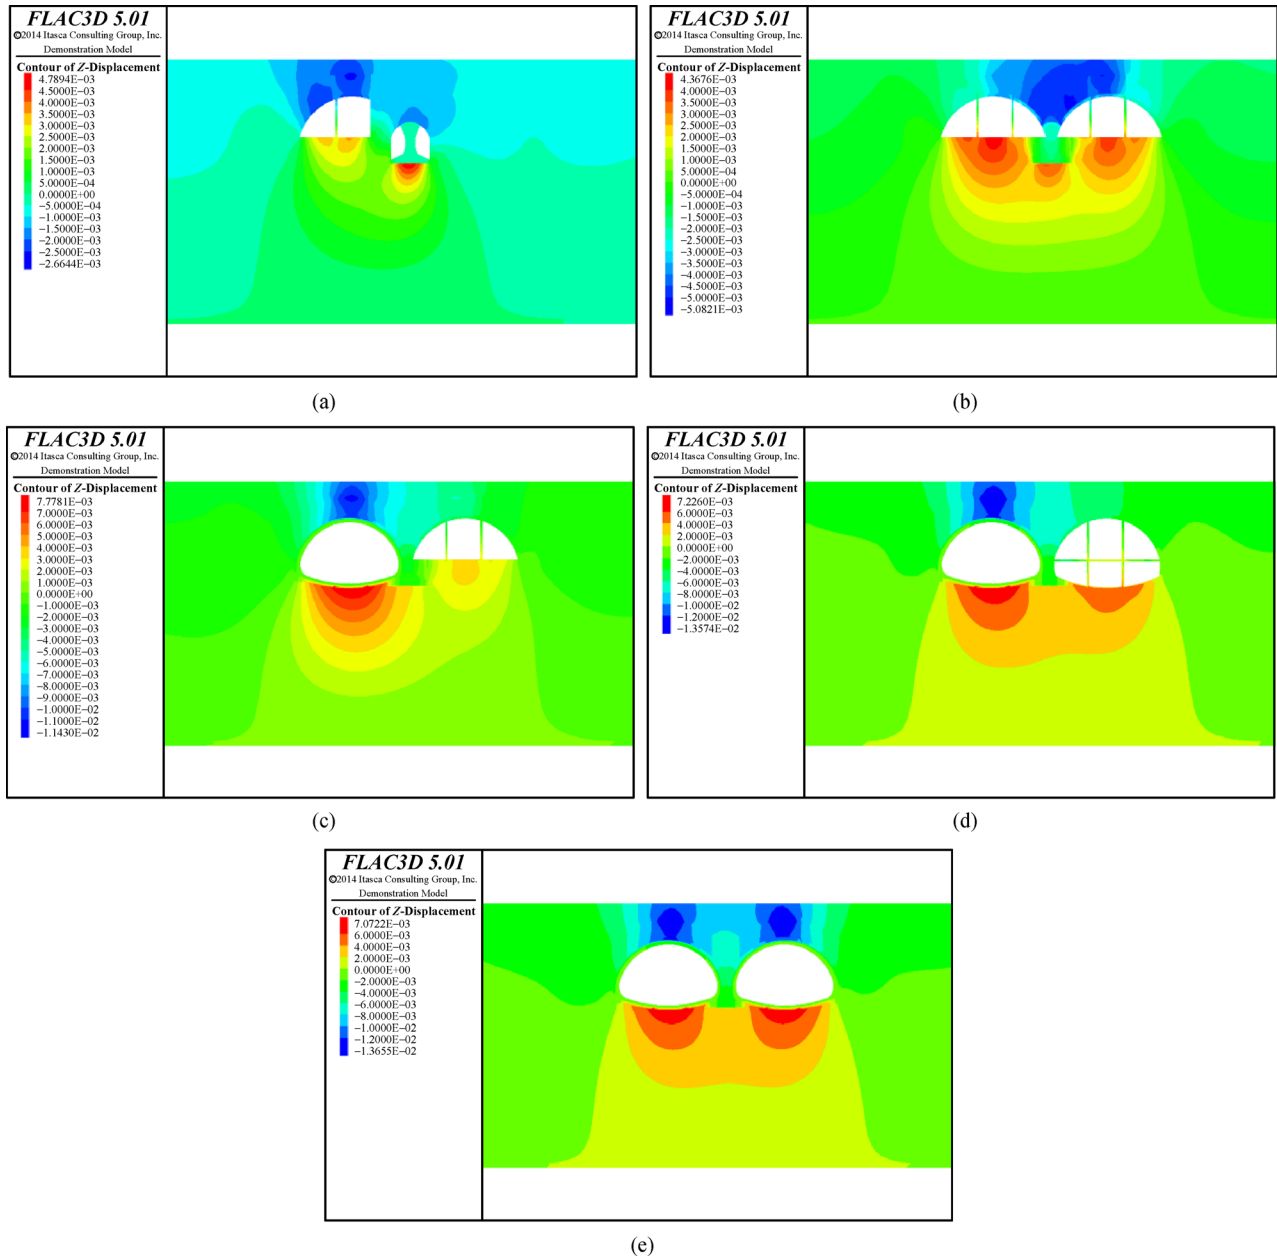 FLAC3D 5.01
©2014 Itasca Consulting Group, Inc.
Demonstration Model
Contour of Z-Displacement
4.7894E−03
4.5000E−03
4.0000E−03
3.5000E−03
3.0000E−03
2.5000E−03
2.0000E−03
1.5000E−03
1.0000E−03
5.0000E−04
0.0000E+00
−5.0000E−04
−1.0000E−03
−1.5000E−03
−2.0000E−03
−2.5000E−03
−2.6644E−03
(a)
FLAC3D 5.01
©2014 Itasca Consulting Group, Inc.
Demonstration Model
Contour of Z-Displacement
4.3676E−03
4.0000E−03
3.5000E−03
3.0000E−03
2.5000E−03
2.0000E−03
1.5000E−03
1.0000E−03
5.0000E−04
0.0000E+00
−5.0000E−04
−1.0000E−03
−1.5000E−03
−2.0000E−03
−2.5000E−03
−3.0000E−03
−3.5000E−03
−4.0000E−03
−4.5000E−03
−5.0000E−03
−5.0821E−03
(b)
FLAC3D 5.01
©2014 Itasca Consulting Group, Inc.
Demonstration Model
Contour of Z-Displacement
7.7781E−03
7.0000E−03
6.0000E−03
5.0000E−03
4.0000E−03
3.0000E−03
2.0000E−03
1.0000E−03
0.0000E+00
−1.0000E−03
−2.0000E−03
−3.0000E−03
−4.0000E−03
−5.0000E−03
−6.0000E−03
−7.0000E−03
−8.0000E−03
−9.0000E−03
−1.0000E−02
−1.1000E−02
−1.1430E−02
(c)
FLAC3D 5.01
©2014 Itasca Consulting Group, Inc.
Demonstration Model
Contour of Z-Displacement
7.2260E−03
6.0000E−03
4.0000E−03
2.0000E−03
0.0000E+00
−2.0000E−03
−4.0000E−03
−6.0000E−03
−8.0000E−03
−1.0000E−02
−1.2000E−02
−1.3574E−02
(d)
FLAC3D 5.01
©2014 Itasca Consulting Group, Inc.
Demonstration Model
Contour of Z-Displacement
7.0722E−03
6.0000E−03
4.0000E−03
2.0000E−03
0.0000E+00
−2.0000E−03
−4.0000E−03
−6.0000E−03
−8.0000E−03
−1.0000E−02
−1.2000E−02
−1.3655E−02
(e)